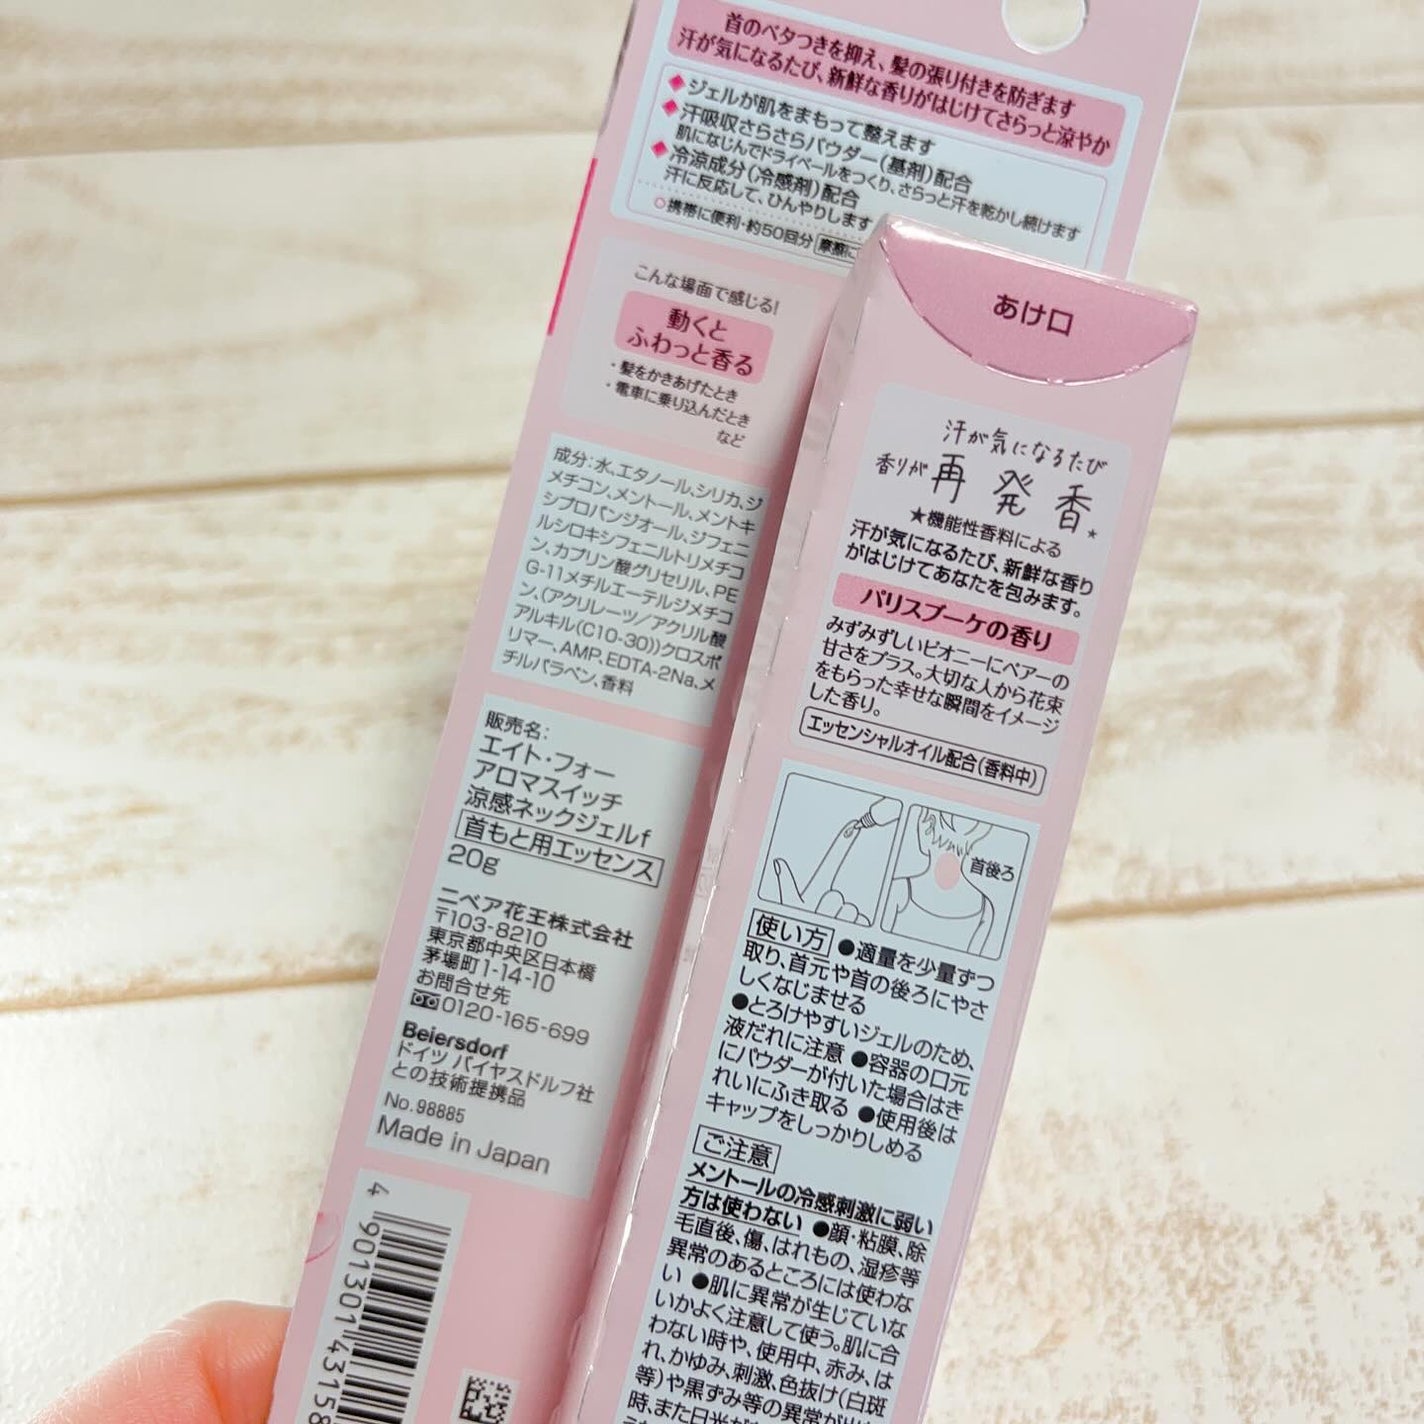 首のベタつきを抑え、髪の張り付きを防ぎます
汗が気になるたび、新鮮な香りがはじけてさらっと涼やか
ジェルが肌をまもって整えます
汗吸収さらさらパウダー(基剤)配合
肌になじんでドライベールをつくり、さらっと汗を乾かし続けます
冷涼成分(冷感剤)配合
汗に反応して、ひんやりします
○携帯に便利・約50回分
こんな場面で感じる!
動くと
ふわっと香る
・髪をかきあげたとき
・電車に乗り込んだとき
など
成分:水、エタノール、シリカ、ジ
メチコン、メントール、メントキ
シプロパンジオール、ジフェニ
ルシロキシフェニルトリメチコ
ン、カプリン酸グリセリル、PE
G-11メチルエーテルジメチコ
ン、(アクリレーツ/アクリル酸
アルキル(C10-30))クロスポ
リマー、AMP、EDTA-2Na、メ
チルパラベン、香料
販売名:
エイト・フォー
アロマスイッチ
涼感ネックジェルf
首もと用エッセンス
20g
ニベア花王株式会社
〒103-8210
東京都中央区日本橋
茅場町1-14-10
お問合せ先
0120-165-699
Beiersdorf
ドイツ バイヤスドルフ社
との技術提携品
No.98885
Made in Japan
4 901301 43158
あけ口
汗が気になるたび
香りが再発香★
★機能性香料による
汗が気になるたび、新鮮な香り
がはじけてあなたを包みます。
パリスブーケの香り
みずみずしいピオニーにペアーの
甘さをプラス。大切な人から花束
をもらった幸せな瞬間をイメージ
した香り。
エッセンシャルオイル配合(香料中)
首後ろ
使い方 ●適量を少量ずつ
取り、首元や首の後ろにやさ
しくなじませる
●とろけやすいジェルのため、
液だれに注意 ●容器の口元
にパウダーが付いた場合はき
れいにふき取る ●使用後は
キャップをしっかりしめる
ご注意
メントールの冷感刺激に弱い
方は使わない ●顔・粘膜、除
毛直後、傷、はれもの、湿疹等
異常のあるところには使わな
い ●肌に異常が生じていな
いかよく注意して使う。肌に合
わない時や、使用中、赤み、は
れ、かゆみ、刺激、色抜け(白斑
等)や黒ずみ等の異常が出
時、また日光が